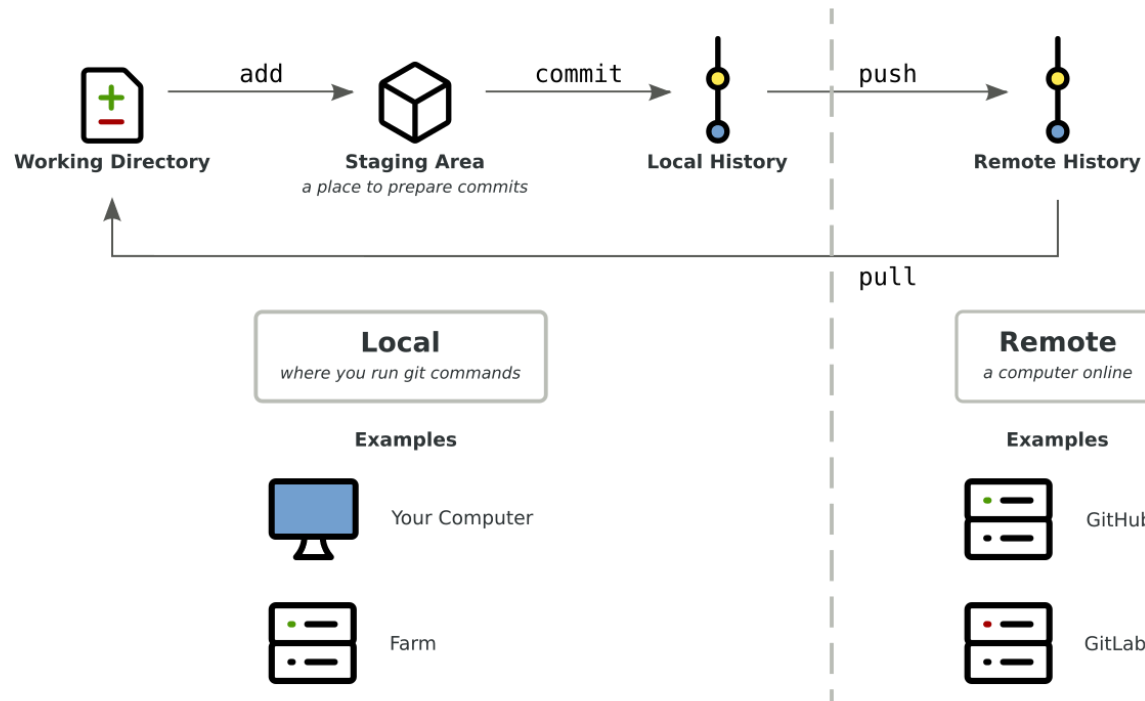 add
commit
push
Working Directory
Staging Area
a place to prepare commits
Local History
Remote History
pull
Local
where you run git commands
Remote
a computer online
Examples
Examples
Your Computer
GitHub
Farm
GitLab